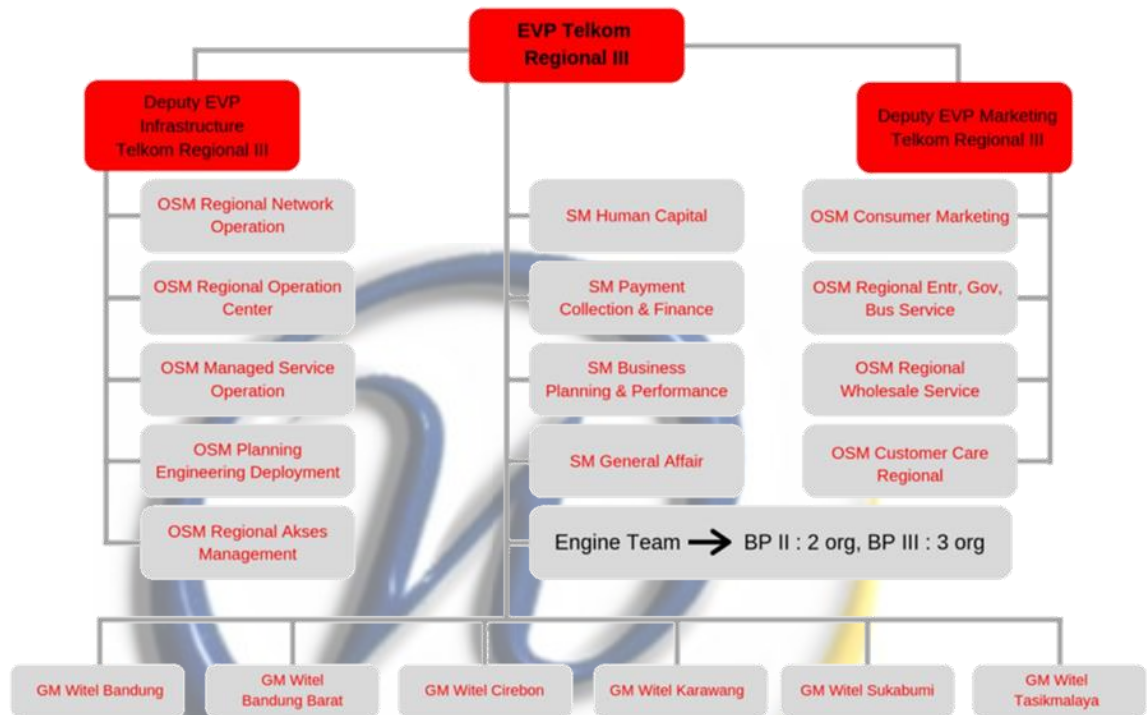 EVP Telkom
Regional III
Deputy EVP
Infrastructure
Telkom Regional III
Deputy EVP Marketing
Telkom Regional III
OSM Regional Network
Operation
OSM Regional Operation
Center
OSM Managed Service
Operation
OSM Planning
Engineering Deployment
OSM Regional Akses
Management
SM Human Capital
SM Payment
Collection & Finance
SM Business
Planning & Performance
SM General Affair
Engine Team → BP II : 2 org, BP III : 3 org
OSM Consumer Marketing
OSM Regional Entr, Gov,
Bus Service
OSM Regional
Wholesale Service
OSM Customer Care
Regional
GM Witel Bandung
GM Witel
Bandung Barat
GM Witel Cirebon
GM Witel Karawang
GM Witel Sukabumi
GM Witel
Tasikmalaya